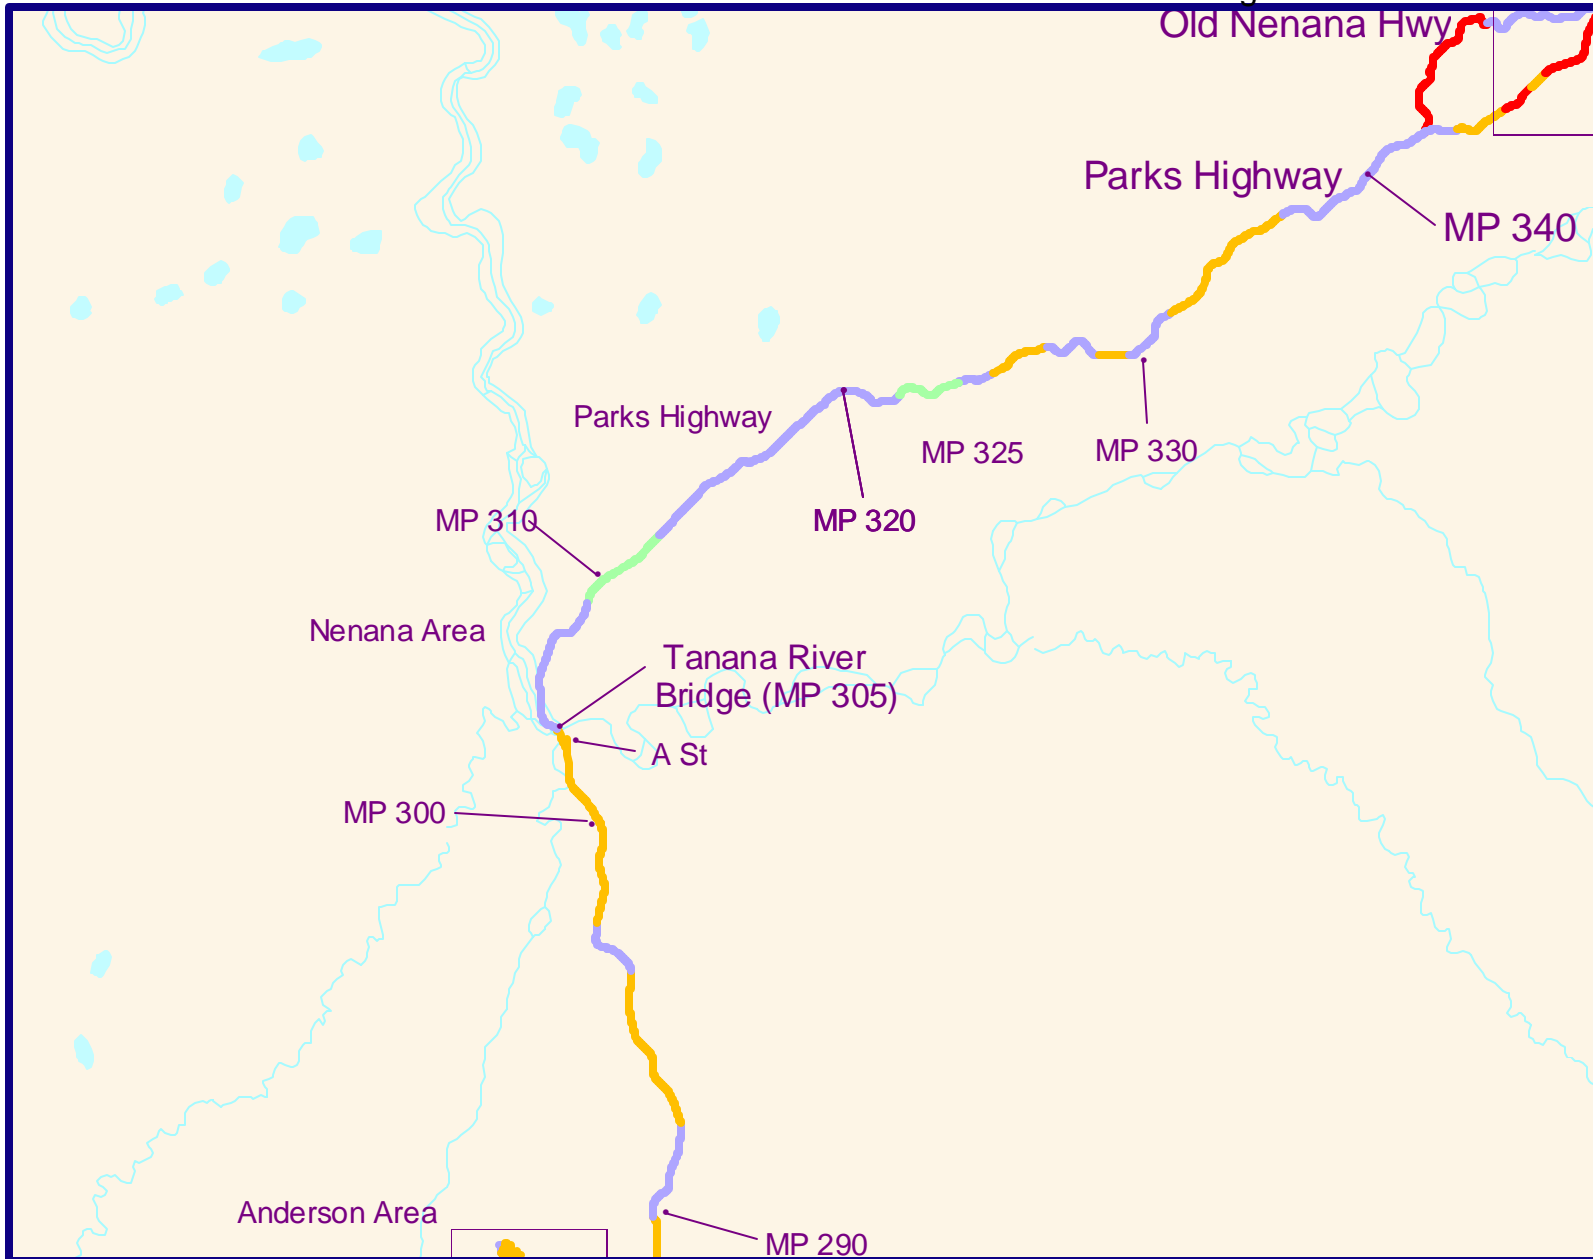 Old Nenana Hwy
Parks Highway
MP 340
Parks Highway
MP 325
MP 330
MP 310
MP 320
Nenana Area
Tanana River
Bridge (MP 305)
A St
MP 300
Anderson Area
MP 290